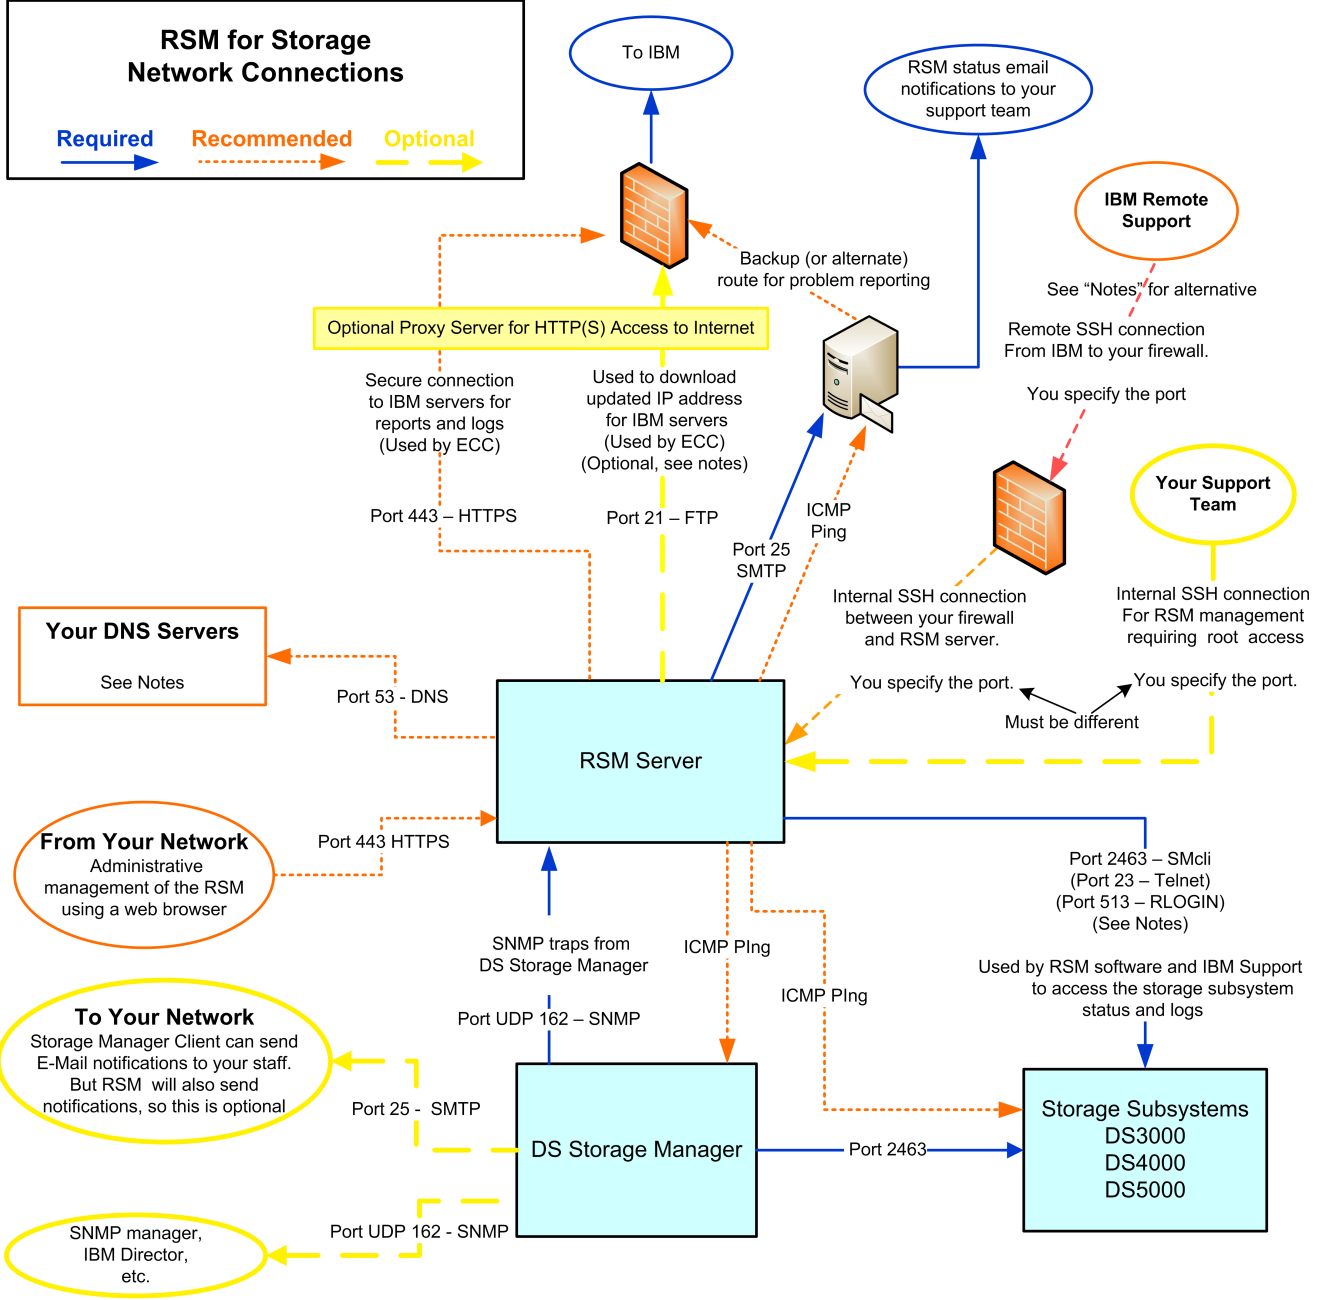 RSM for Storage
Network Connections
Required
Recommended
Optional
To IBM
RSM status email
notifications to your
support team
IBM Remote
Support
See “Notes” for alternative
Remote SSH connection
From IBM to your firewall.
You specify the port
Backup (or alternate)
route for problem reporting
Optional Proxy Server for HTTP(S) Access to Internet
Secure connection
to IBM servers for
reports and logs
(Used by ECC)
Port 443 – HTTPS
Used to download
updated IP address
for IBM servers
(Used by ECC)
(Optional, see notes)
Port 21 – FTP
Port 25
SMTP
ICMP
Ping
Your Support
Team
Internal SSH connection
between your firewall
and RSM server.
You specify the port.
Internal SSH connection
For RSM management
requiring root access
You specify the port.
Must be different
Your DNS Servers
See Notes
Port 53 - DNS
RSM Server
From Your Network
Administrative
management of the RSM
using a web browser
Port 443 HTTPS
Port 2463 – SMcli
(Port 23 – Telnet)
(Port 513 – RLOGIN)
(See Notes)
Used by RSM software and IBM Support
to access the storage subsystem
status and logs
SNMP traps from
DS Storage Manager
Port UDP 162 – SNMP
ICMP PIng
ICMP PIng
To Your Network
Storage Manager Client can send
E-Mail notifications to your staff.
But RSM will also send
notifications, so this is optional
Port 25 - SMTP
DS Storage Manager
Port 2463
Storage Subsystems
DS3000
DS4000
DS5000
Port UDP 162 - SNMP
SNMP manager,
IBM Director,
etc.